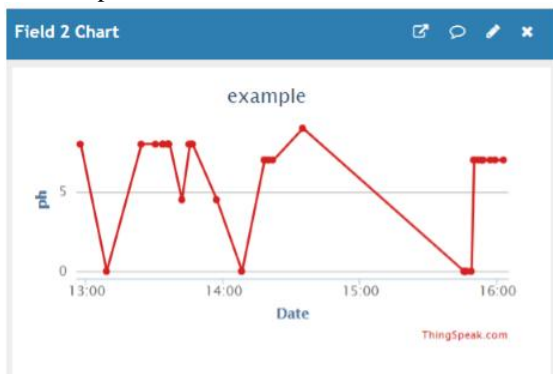 Field 2 Chart
example
ph
5
0
13:00 14:00 15:00 16:00
Date
ThingSpeak.com